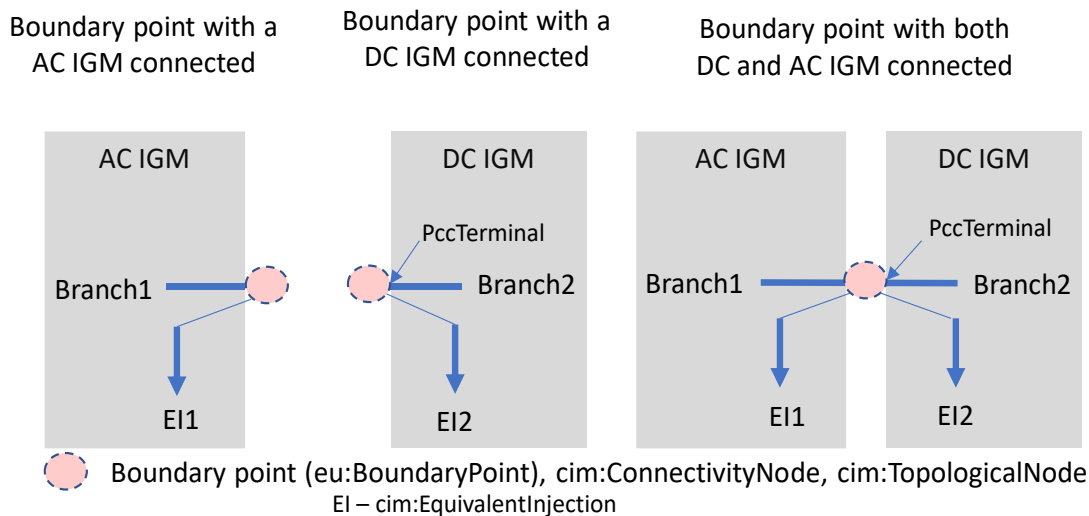 Boundary point with a
AC IGM connected
Boundary point with a
DC IGM connected
Boundary point with both
DC and AC IGM connected
AC IGM
Branch1
EI1
DC IGM
PccTerminal
Branch2
EI2
AC IGM
Branch1
EI1
DC IGM
PccTerminal
Branch2
EI2
Boundary point (eu:BoundaryPoint), cim:ConnectivityNode, cim:TopologicalNode
EI – cim:EquivalentInjection